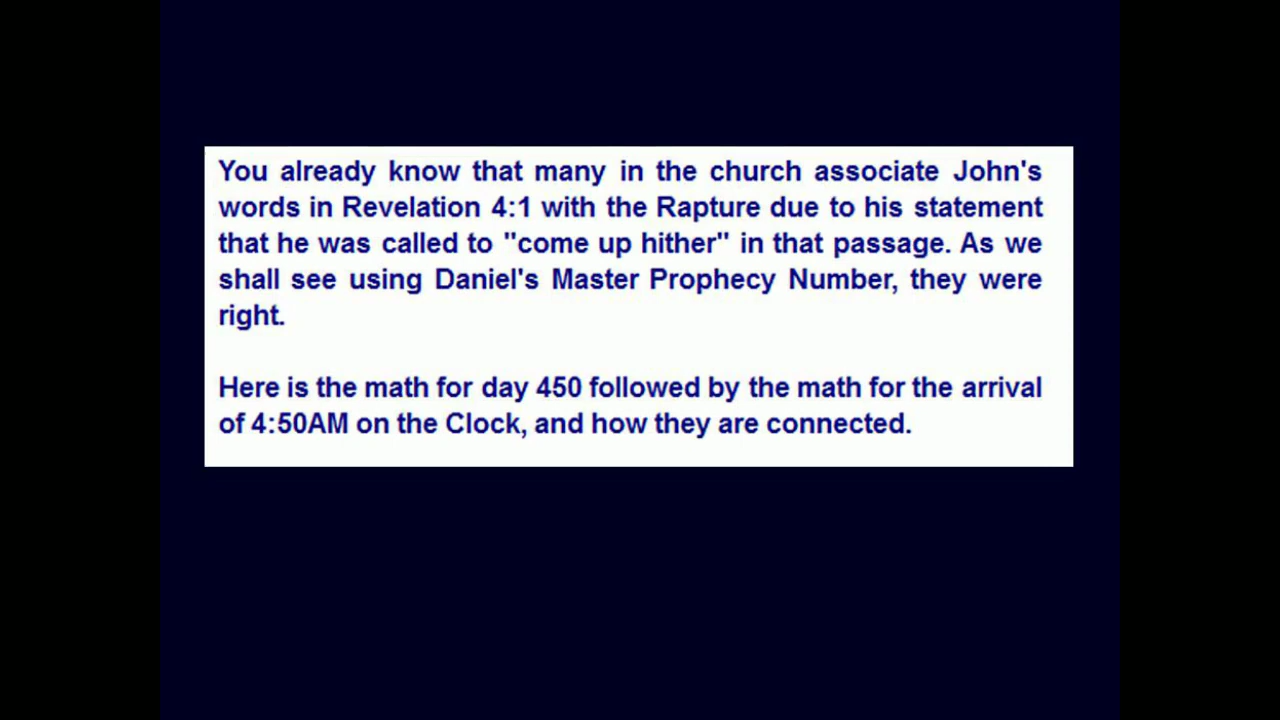 You already know that many in the church associate John's
words in Revelation 4:1 with the Rapture due to his statement
that he was called to "come up hither" in that passage. As we
shall see using Daniel's Master Prophecy Number, they were
right.
Here is the math for day 450 followed by the math for the arrival
of 4:50AM on the Clock, and how they are connected.